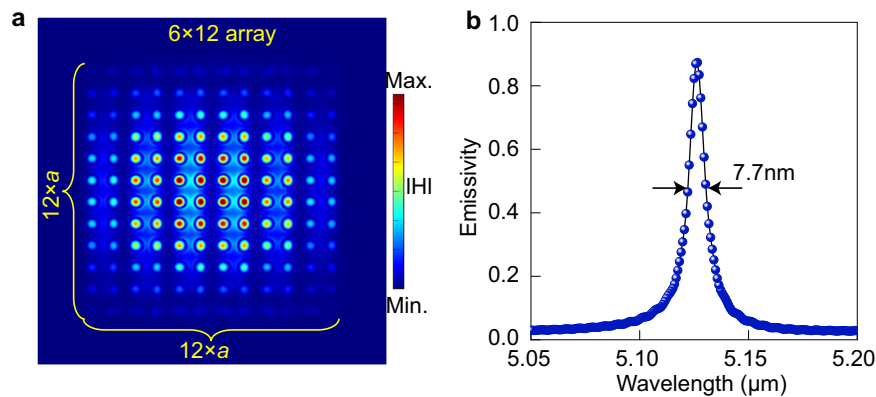 a
6×12 array
12×a
12×a
Max.
|H|
Min.
b
Emissivity
1.0
0.8
0.6
0.4
0.2
0.0
7.7nm
5.05
5.10
5.15
5.20
Wavelength (μm)